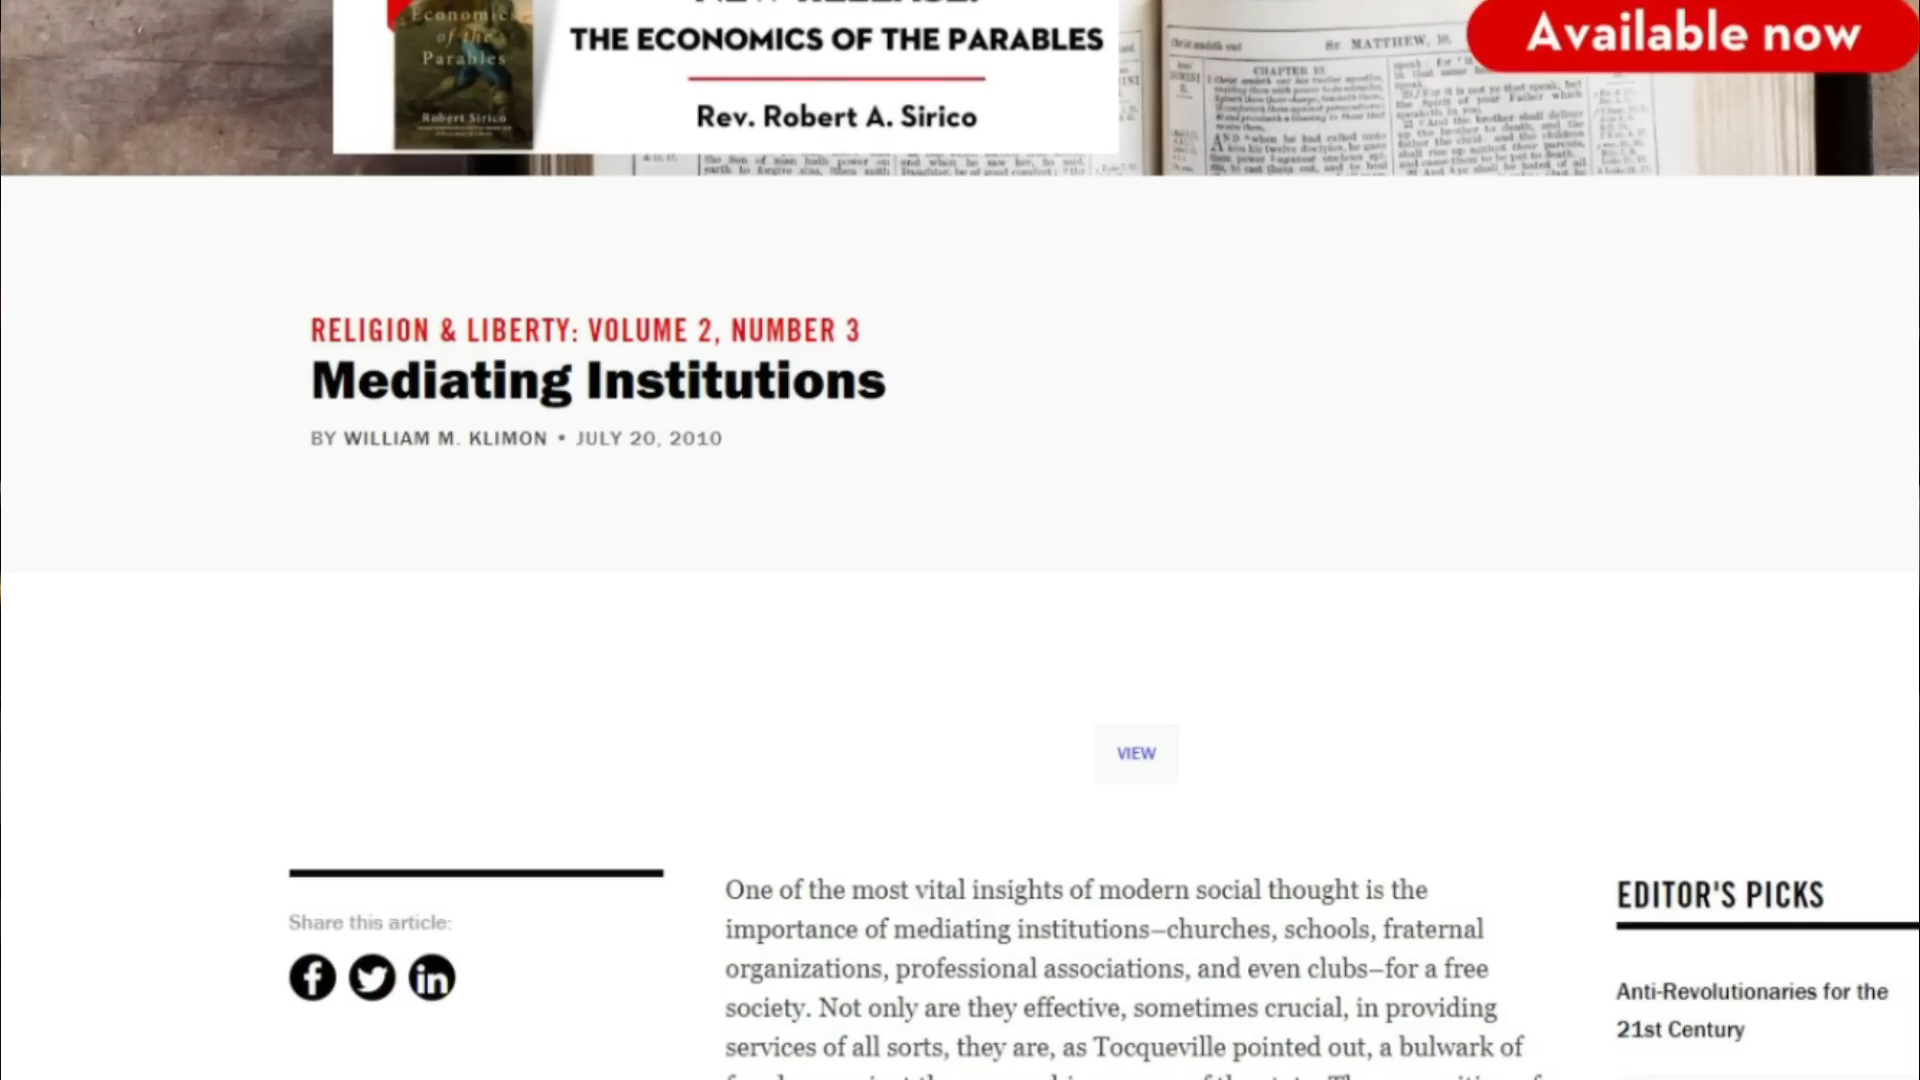 Economics
of the
Parables
Robert Sirico
THE ECONOMICS OF THE PARABLES
Rev. Robert A. Sirico
St. MATTHEW, 10.
CHAPTER 10.
Available now
RELIGION & LIBERTY: VOLUME 2, NUMBER 3
Mediating Institutions
BY WILLIAM M. KLIMON • JULY 20, 2010
VIEW
Share this article:
One of the most vital insights of modern social thought is the
importance of mediating institutions–churches, schools, fraternal
organizations, professional associations, and even clubs–for a free
society. Not only are they effective, sometimes crucial, in providing
services of all sorts, they are, as Tocqueville pointed out, a bulwark of
EDITOR'S PICKS
Anti-Revolutionaries for the
21st Century